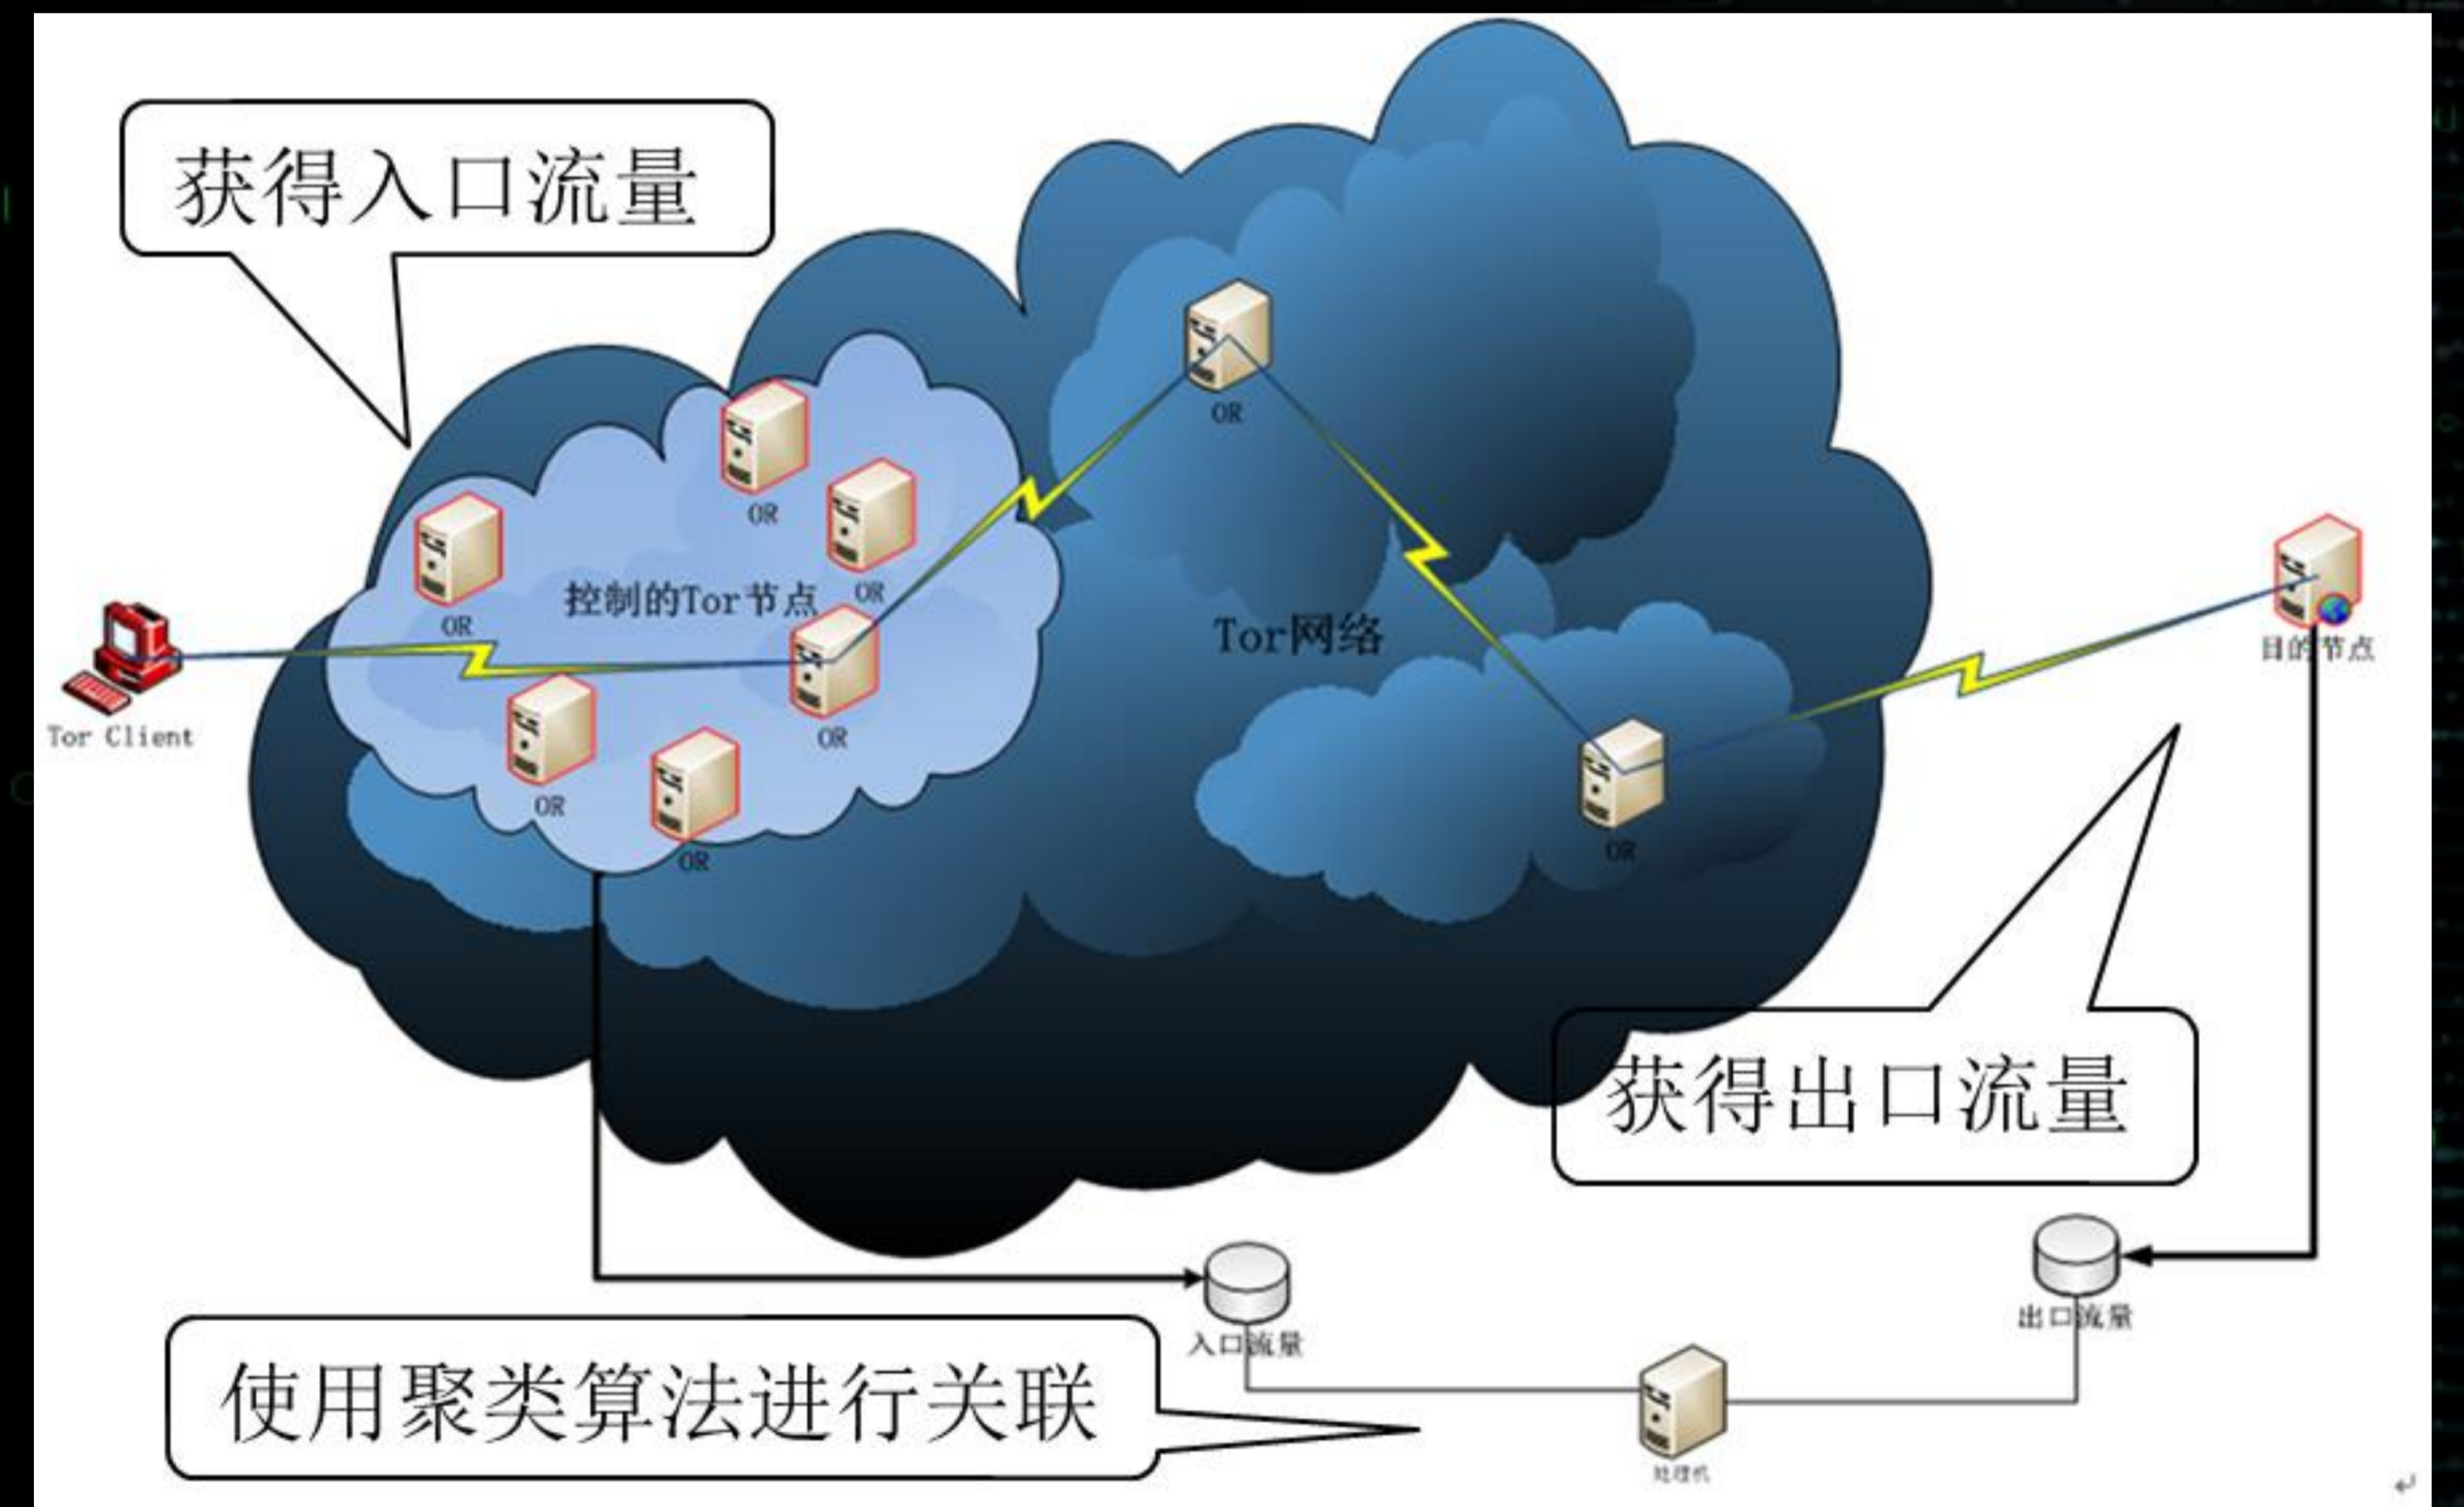 获得入口流量
OR
OR
OR
OR
控制的Tor节点
OR
Tor网络
目的节点
Tor Client
OR
OR
OR
OR
获得出口流量
入口流量
出口流量
使用聚类算法进行关联
处理机